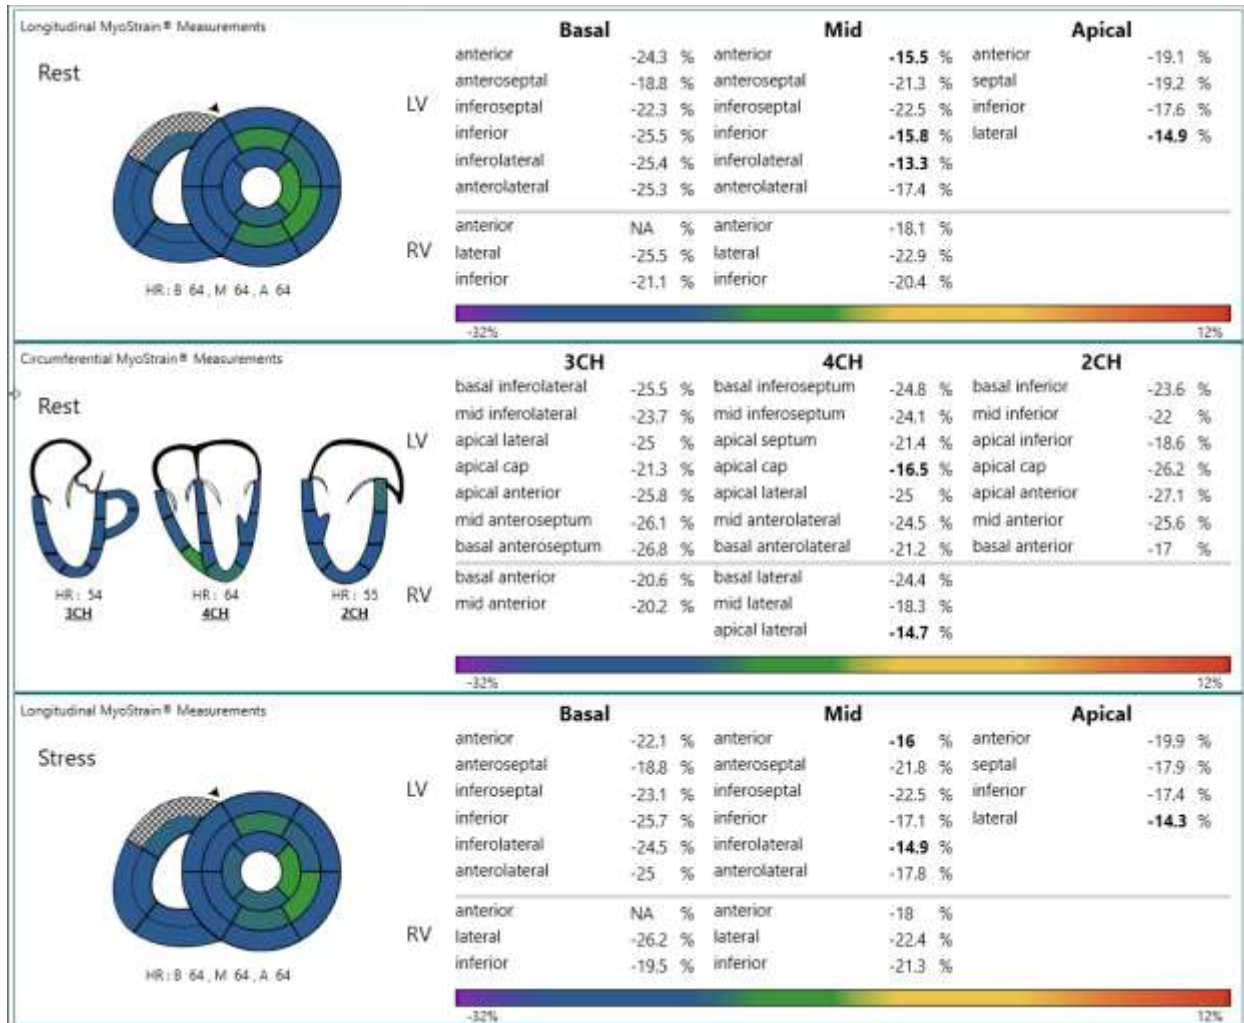 Longitudinal MyoStrain® Measurements
Rest
HR: B 64, M 64, A 64
Basal Mid Apical
LV
anterior -24.3 % anterior -15.5 % anterior -19.1 %
anteroseptal -18.8 % anteroseptal -21.3 % septal -19.2 %
inferoseptal -22.3 % inferoseptal -22.5 % inferior -17.6 %
inferior -25.5 % inferior -15.8 % lateral -14.9 %
inferolateral -25.4 % inferolateral -13.3 %
anterolateral -25.3 % anterolateral -17.4 %
RV
anterior NA % anterior -18.1 %
lateral -25.5 % lateral -22.9 %
inferior -21.1 % inferior -20.4 %
-32% 12%
Circumferential MyoStrain® Measurements
Rest
HR: 54 HR: 64 HR: 55
3CH 4CH 2CH
3CH 4CH 2CH
LV
basal inferolateral -25.5 % basal inferoseptum -24.8 % basal inferior -23.6 %
mid inferolateral -23.7 % mid inferoseptum -24.1 % mid inferior -22 %
apical lateral -25 % apical septum -21.4 % apical inferior -18.6 %
apical cap -21.3 % apical cap -16.5 % apical cap -26.2 %
apical anterior -25.8 % apical lateral -25 % apical anterior -27.1 %
mid anteroseptum -26.1 % mid anterolateral -24.5 % mid anterior -25.6 %
basal anteroseptum -26.8 % basal anterolateral -21.2 % basal anterior -17 %
RV
basal anterior -20.6 % basal lateral -24.4 %
mid anterior -20.2 % mid lateral -18.3 %
apical lateral -14.7 %
-32% 12%
Longitudinal MyoStrain® Measurements
Stress
HR: B 64, M 64, A 64
Basal Mid Apical
LV
anterior -22.1 % anterior -16 % anterior -19.9 %
anteroseptal -18.8 % anteroseptal -21.8 % septal -17.9 %
inferoseptal -23.1 % inferoseptal -22.5 % inferior -17.4 %
inferior -25.7 % inferior -17.1 % lateral -14.3 %
inferolateral -24.5 % inferolateral -14.9 %
anterolateral -25 % anterolateral -17.8 %
RV
anterior NA % anterior -18 %
lateral -26.2 % lateral -22.4 %
inferior -19.5 % inferior -21.3 %
-32% 12%